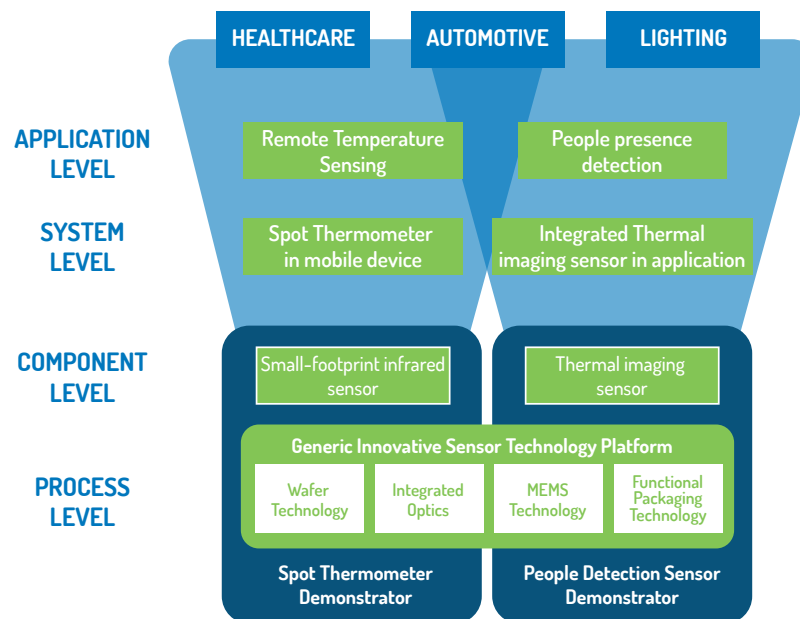 HEALTHCARE
AUTOMOTIVE
LIGHTING
APPLICATION
LEVEL
Remote Temperature
Sensing
People presence
detection
SYSTEM
LEVEL
Spot Thermometer
in mobile device
Integrated Thermal
imaging sensor in application
COMPONENT
LEVEL
Small-footprint infrared
sensor
Thermal imaging
sensor
PROCESS
LEVEL
Generic Innovative Sensor Technology Platform
Wafer
Technology
Integrated
Optics
MEMS
Technology
Functional
Packaging
Technology
Spot Thermometer
Demonstrator
People Detection Sensor
Demonstrator